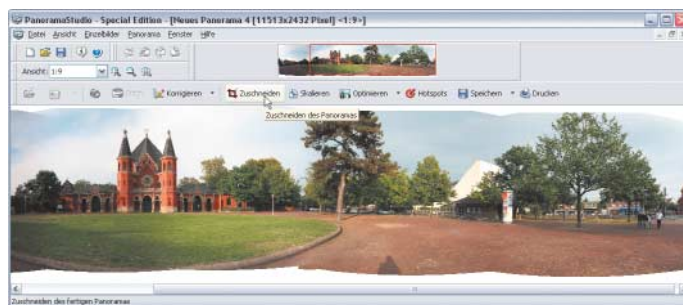 PanoramaStudio - Special Edition - [Neues Panorama 4 [11513x2432 Pixel] <1:9>]
Datei Ansicht Einzelbilder Panorama Fenster Hilfe
Ansicht: 1:9
Korrigieren Zuschneiden Skalieren Optimieren Hotspots Speichern Drucken
Zuschneiden des Panoramas
Zuschneiden des fertigen Panoramas